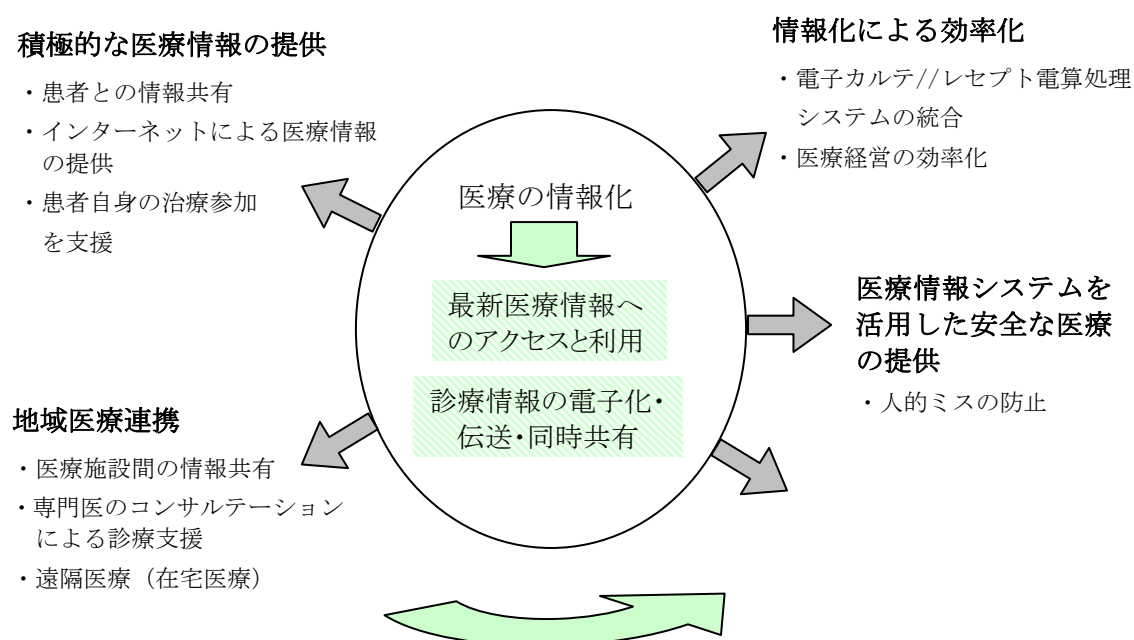 積極的な医療情報の提供
・患者との情報共有
・インターネットによる医療情報
の提供
・患者自身の治療参加
を支援
情報化による効率化
・電子カルテ//レセプト電算処理
システムの統合
・医療経営の効率化
医療の情報化
最新医療情報へ
のアクセスと利用
診療情報の電子化・
伝送・同時共有
医療情報システムを
活用した安全な医療
の提供
・人的ミスの防止
地域医療連携
・医療施設間の情報共有
・専門医のコンサルテーション
による診療支援
・遠隔医療（在宅医療）